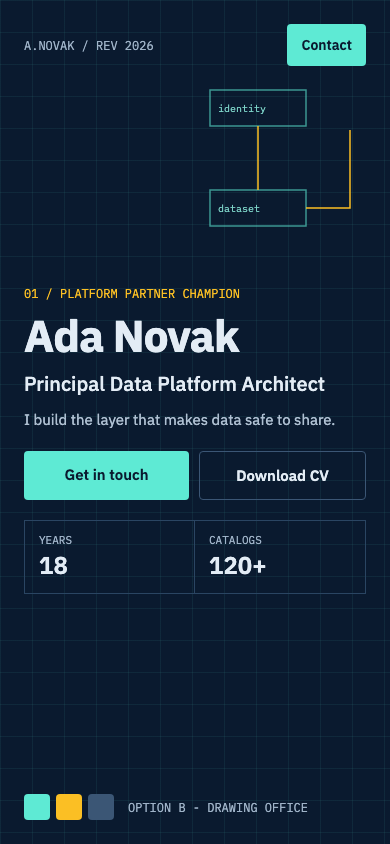 A.NOVAK / REV 2026
Contact
identity
dataset
01 / PLATFORM PARTNER CHAMPION
Ada Novak
Principal Data Platform Architect
I build the layer that makes data safe to share.
Get in touch
Download CV
YEARS
18
CATALOGS
120+
OPTION B - DRAWING OFFICE